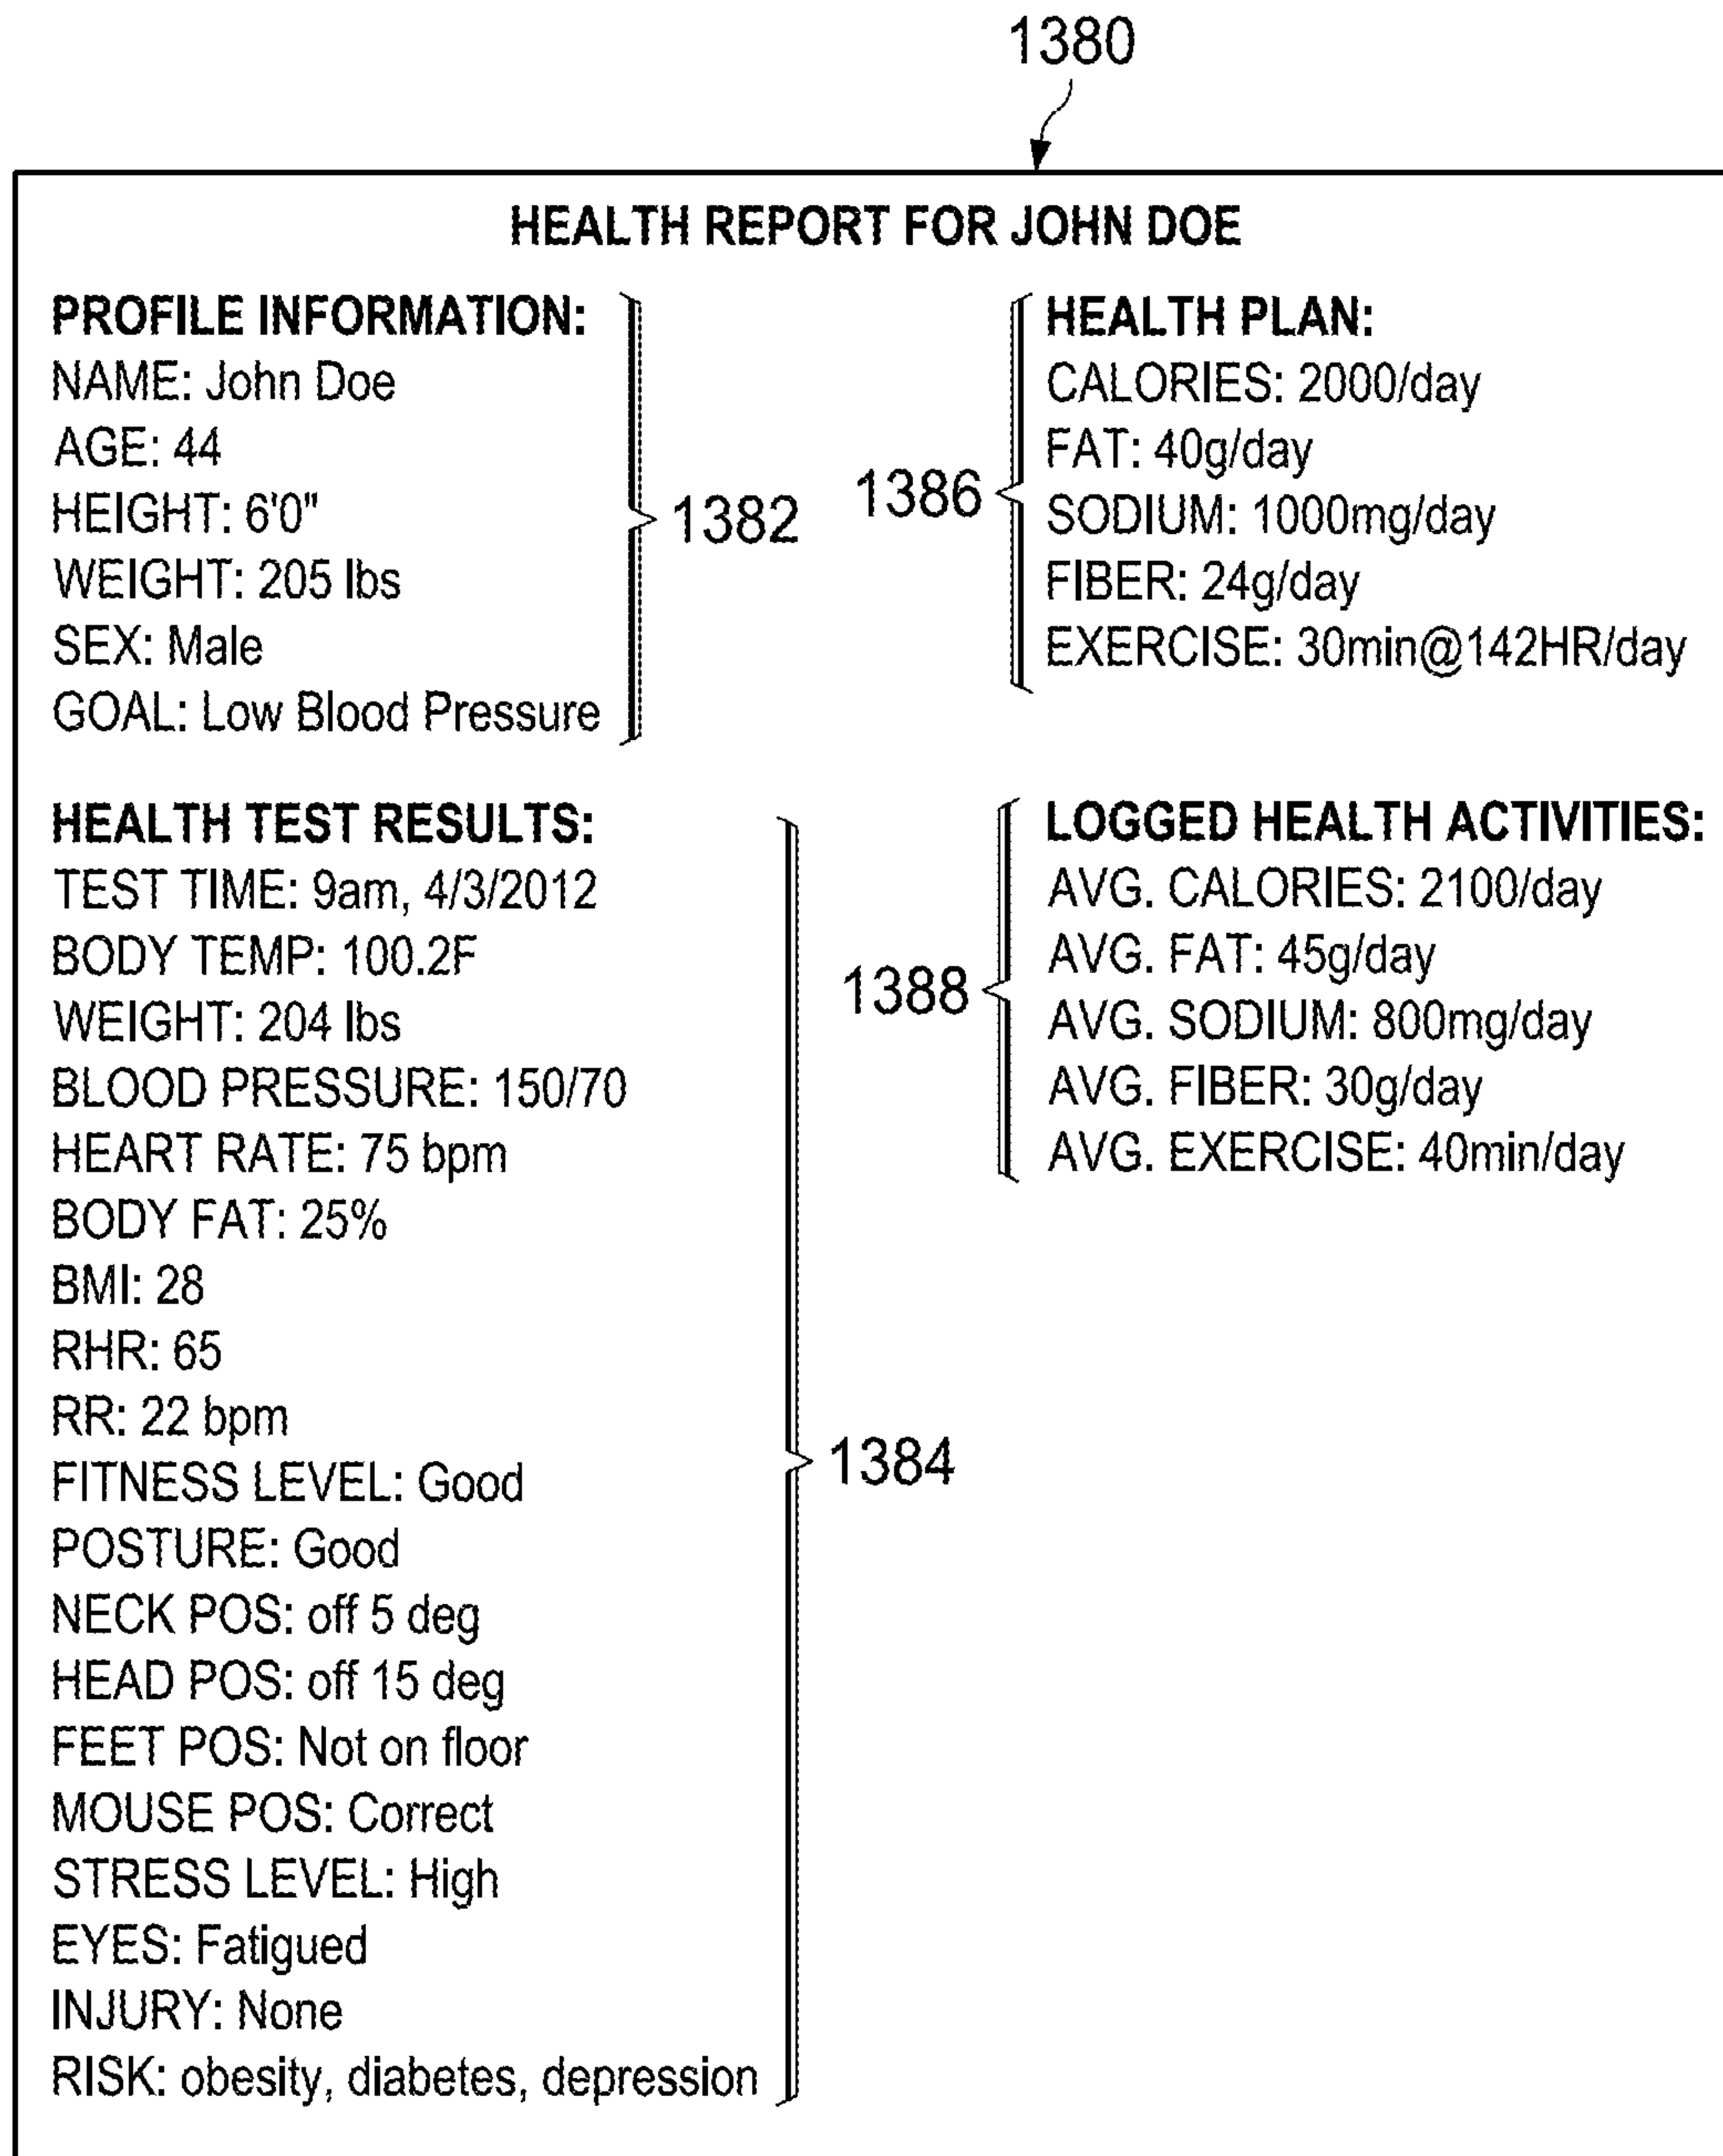 1380
HEALTH REPORT FOR JOHN DOE
PROFILE INFORMATION:
NAME: John Doe
AGE: 44
HEIGHT: 6'0"
WEIGHT: 205 lbs
SEX: Male
GOAL: Low Blood Pressure
1382
1386
HEALTH PLAN:
CALORIES: 2000/day
FAT: 40g/day
SODIUM: 1000mg/day
FIBER: 24g/day
EXERCISE: 30min@142HR/day
HEALTH TEST RESULTS:
TEST TIME: 9am, 4/3/2012
BODY TEMP: 100.2F
WEIGHT: 204 lbs
BLOOD PRESSURE: 150/70
HEART RATE: 75 bpm
BODY FAT: 25%
BMI: 28
RHR: 65
RR: 22 bpm
FITNESS LEVEL: Good
POSTURE: Good
NECK POS: off 5 deg
HEAD POS: off 15 deg
FEET POS: Not on floor
MOUSE POS: Correct
STRESS LEVEL: High
EYES: Fatigued
INJURY: None
RISK: obesity, diabetes, depression
1384
1388
LOGGED HEALTH ACTIVITIES:
AVG. CALORIES: 2100/day
AVG. FAT: 45g/day
AVG. SODIUM: 800mg/day
AVG. FIBER: 30g/day
AVG. EXERCISE: 40min/day